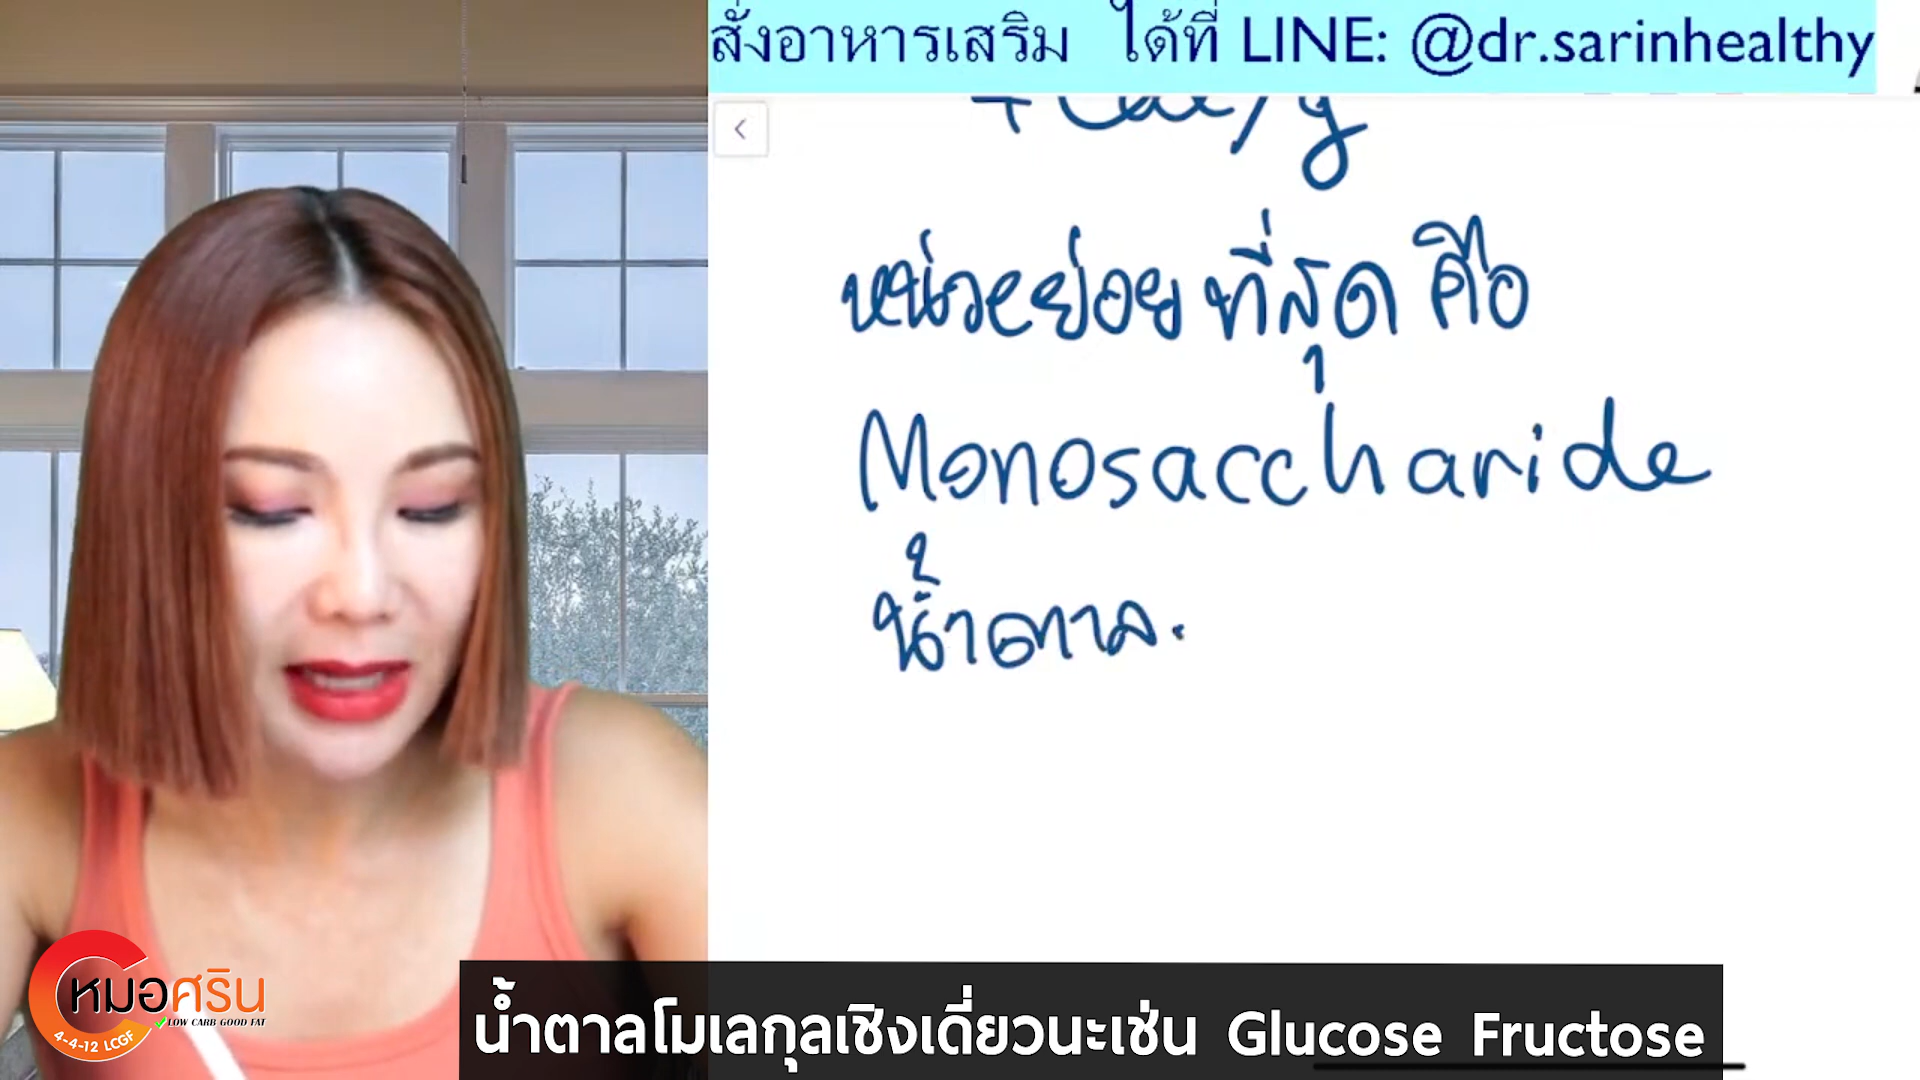 สั่งอาหารเสริม ได้ที่ LINE: @dr.sarinhealthy
หน่วยย่อยที่สุด คือ
Monosaccharide
น้ำตาล.
หมอศริน
LOW CARB GOOD FAT
4-4-12 LCGF
น้ำตาลโมเลกุลเชิงเดี่ยวนะเช่น Glucose Fructose